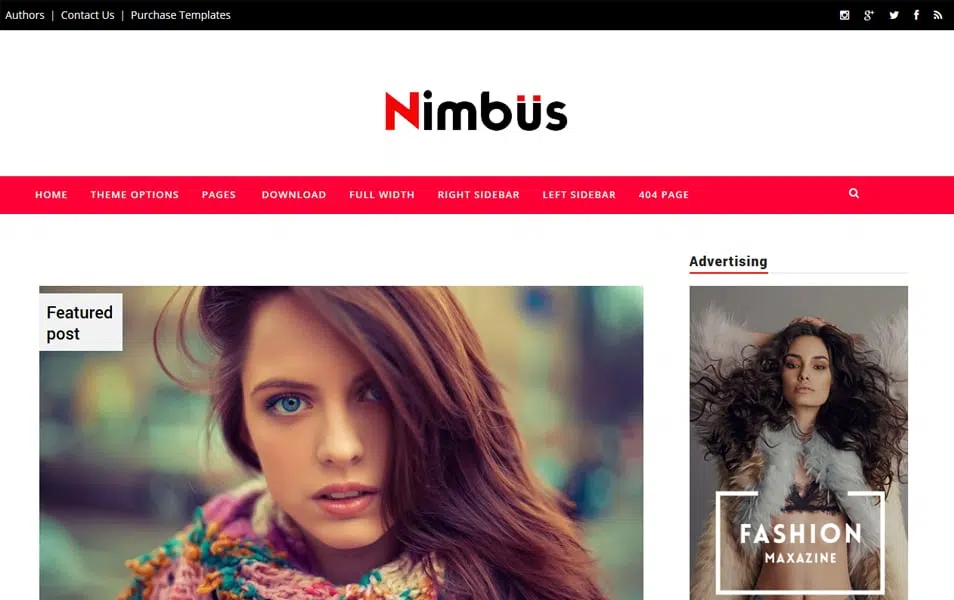 Authors | Contact Us | Purchase Templates
Nimbüs
HOME THEME OPTIONS PAGES DOWNLOAD FULL WIDTH RIGHT SIDEBAR LEFT SIDEBAR 404 PAGE
Advertising
Featured
post
FASHION
MAXAZINE